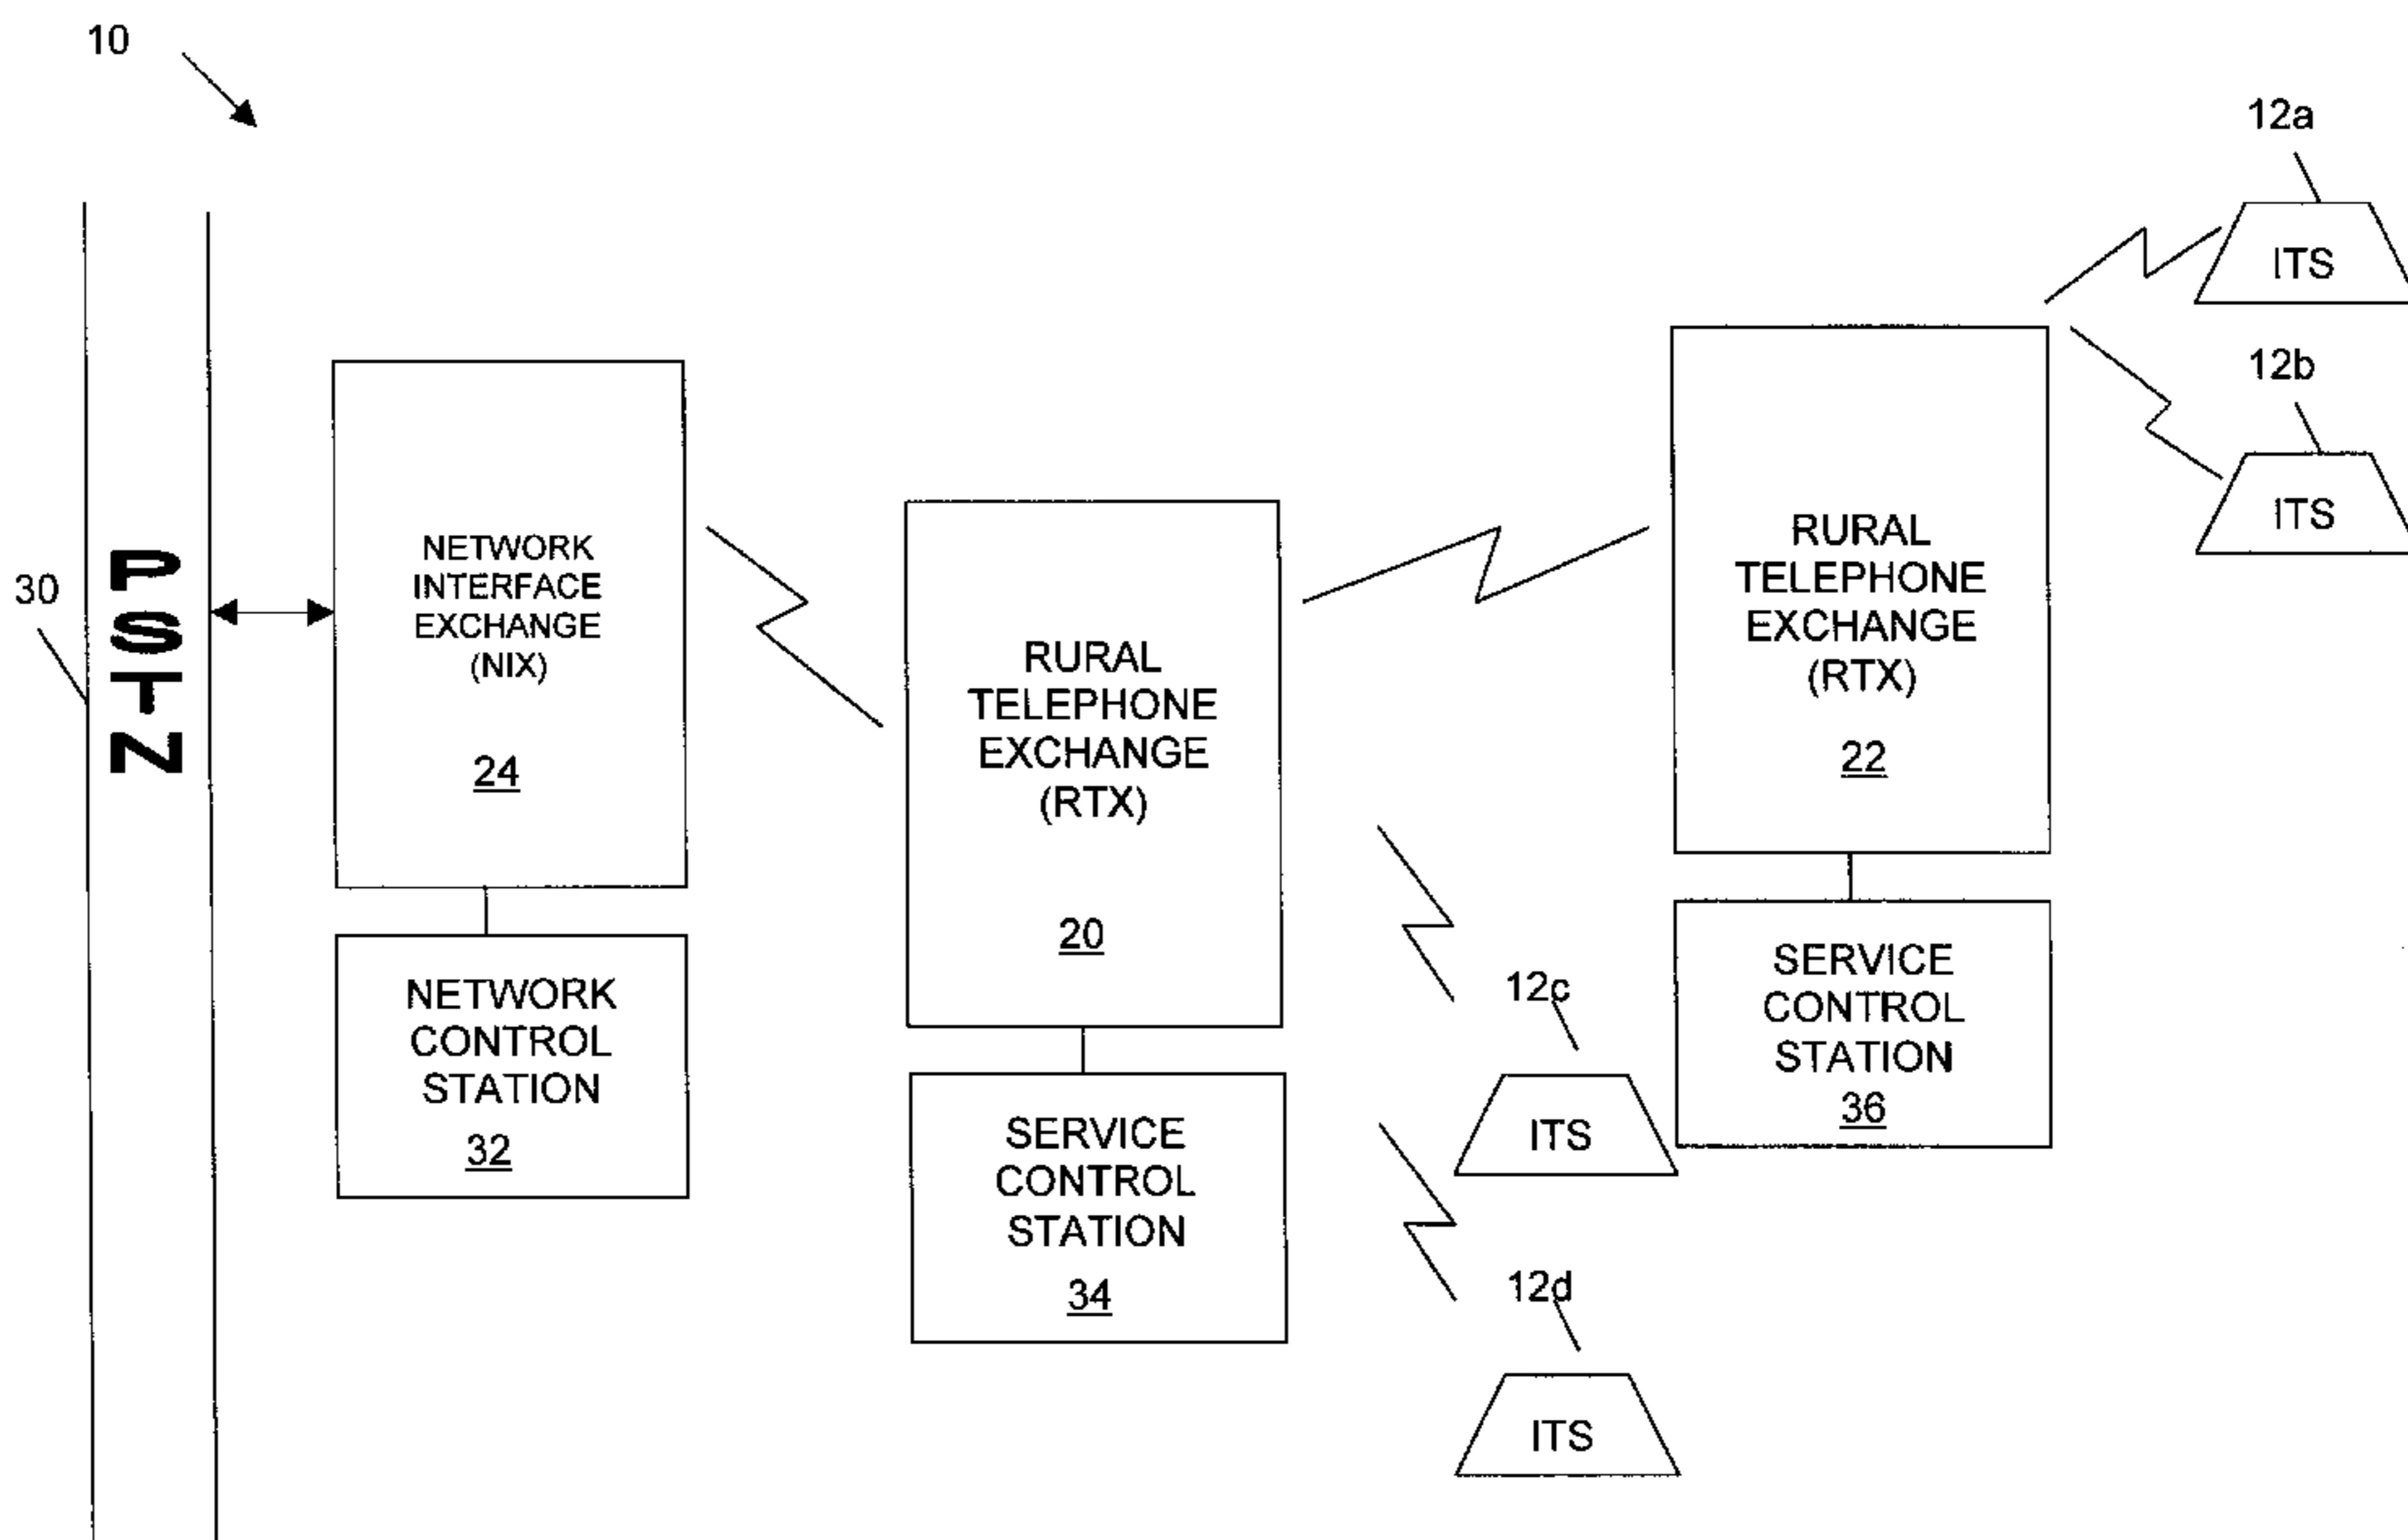 10
30
PSTN
NETWORK
INTERFACE
EXCHANGE
(NIX)
24
NETWORK
CONTROL
STATION
32
RURAL
TELEPHONE
EXCHANGE
(RTX)
20
SERVICE
CONTROL
STATION
34
RURAL
TELEPHONE
EXCHANGE
(RTX)
22
SERVICE
CONTROL
STATION
36
12a
ITS
12b
ITS
12c
ITS
12d
ITS